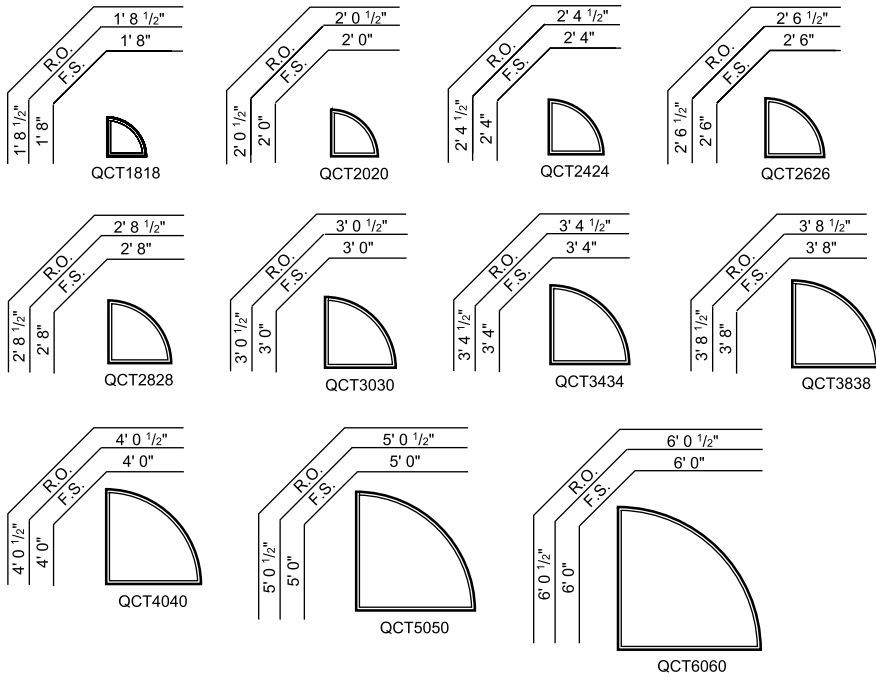 1' 8 1/2"
R.O.
1' 8"
F.S.
1' 8 1/2"
1' 8"
QCT1818
2' 0 1/2"
R.O.
2' 0"
F.S.
2' 0 1/2"
2' 0"
QCT2020
2' 4 1/2"
R.O.
2' 4"
F.S.
2' 4 1/2"
2' 4"
QCT2424
2' 6 1/2"
R.O.
2' 6"
F.S.
2' 6 1/2"
2' 6"
QCT2626
2' 8 1/2"
R.O.
2' 8"
F.S.
2' 8 1/2"
2' 8"
QCT2828
3' 0 1/2"
R.O.
3' 0"
F.S.
3' 0 1/2"
3' 0"
QCT3030
3' 4 1/2"
R.O.
3' 4"
F.S.
3' 4 1/2"
3' 4"
QCT3434
3' 8 1/2"
R.O.
3' 8"
F.S.
3' 8 1/2"
3' 8"
QCT3838
4' 0 1/2"
R.O.
4' 0"
F.S.
4' 0 1/2"
4' 0"
QCT4040
5' 0 1/2"
R.O.
5' 0"
F.S.
5' 0 1/2"
5' 0"
QCT5050
6' 0 1/2"
R.O.
6' 0"
F.S.
6' 0 1/2"
6' 0"
QCT6060